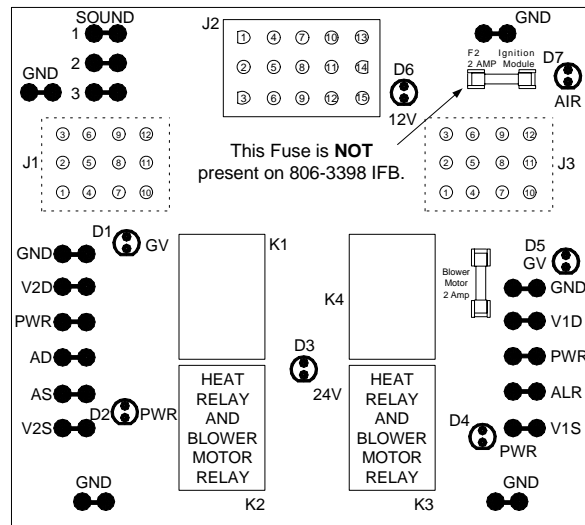 SOUND
1
2
3
GND
J2
1 4 7 10 13
2 5 8 11 14
3 6 9 12 15
D6
12V
GND
F2 Ignition
2 AMP Module
D7
AIR
This Fuse is NOT
present on 806-3398 IFB.
J1
3 6 9 12
2 5 8 11
1 4 7 10
J3
3 6 9 12
2 5 8 11
1 4 7 10
D1
GV
GND
V2D
PWR
AD
AS
V2S
D2
PWR
GND
K1
HEAT
RELAY
AND
BLOWER
MOTOR
RELAY
K2
D3
24V
K4
HEAT
RELAY
AND
BLOWER
MOTOR
RELAY
K3
Blower
Motor
2 Amp
D5
GV
GND
V1D
PWR
ALR
V1S
D4
PWR
GND